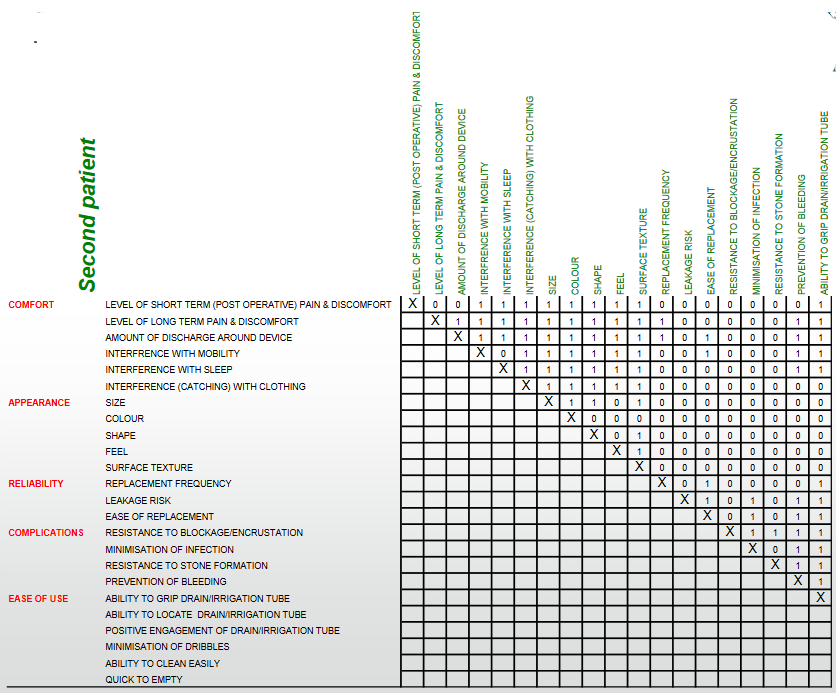 Second patient
LEVEL OF SHORT TERM (POST OPERATIVE) PAIN & DISCOMFORT
LEVEL OF LONG TERM PAIN & DISCOMFORT
AMOUNT OF DISCHARGE AROUND DEVICE
INTERFRENCE WITH MOBILITY
INTERFERENCE WITH SLEEP
INTERFERENCE (CATCHING) WITH CLOTHING
SIZE
COLOUR
SHAPE
FEEL
SURFACE TEXTURE
REPLACEMENT FREQUENCY
LEAKAGE RISK
EASE OF REPLACEMENT
RESISTANCE TO BLOCKAGE/ENCRUSTATION
MINIMISATION OF INFECTION
RESISTANCE TO STONE FORMATION
PREVENTION OF BLEEDING
ABILITY TO GRIP DRAIN/IRRIGATION TUBE
COMFORT LEVEL OF SHORT TERM (POST OPERATIVE) PAIN & DISCOMFORT X 0 0 1 1 1 1 1 1 1 1 0 0 0 0 0 0 0 1
LEVEL OF LONG TERM PAIN & DISCOMFORT X 1 1 1 1 1 1 1 1 1 1 0 0 0 0 0 1 1
AMOUNT OF DISCHARGE AROUND DEVICE X 1 1 1 1 1 1 1 1 1 0 1 0 0 0 1 1
INTERFRENCE WITH MOBILITY X 0 1 1 1 1 1 1 0 0 1 0 0 0 1 1
INTERFERENCE WITH SLEEP X 1 1 1 1 1 1 0 0 0 0 0 0 1 1
INTERFERENCE (CATCHING) WITH CLOTHING X 1 1 1 1 1 0 0 0 0 0 0 0 0
APPEARANCE SIZE X 1 1 0 1 0 0 0 0 0 0 0 0
COLOUR X 0 0 0 0 0 0 0 0 0 0 0
SHAPE X 0 1 0 0 0 0 0 0 0 0
FEEL X 1 0 0 0 0 0 0 0 0
SURFACE TEXTURE X 0 0 0 0 0 0 0 0
RELIABILITY REPLACEMENT FREQUENCY X 0 1 0 0 0 0 1
LEAKAGE RISK X 1 0 1 0 1 1
EASE OF REPLACEMENT X 0 1 0 1 1
COMPLICATIONS RESISTANCE TO BLOCKAGE/ENCRUSTATION X 1 1 1 1
MINIMISATION OF INFECTION X 0 1 1
RESISTANCE TO STONE FORMATION X 1 1
PREVENTION OF BLEEDING X 1
EASE OF USE ABILITY TO GRIP DRAIN/IRRIGATION TUBE X
ABILITY TO LOCATE DRAIN/IRRIGATION TUBE
POSITIVE ENGAGEMENT OF DRAIN/IRRIGATION TUBE
MINIMISATION OF DRIBBLES
ABILITY TO CLEAN EASILY
QUICK TO EMPTY